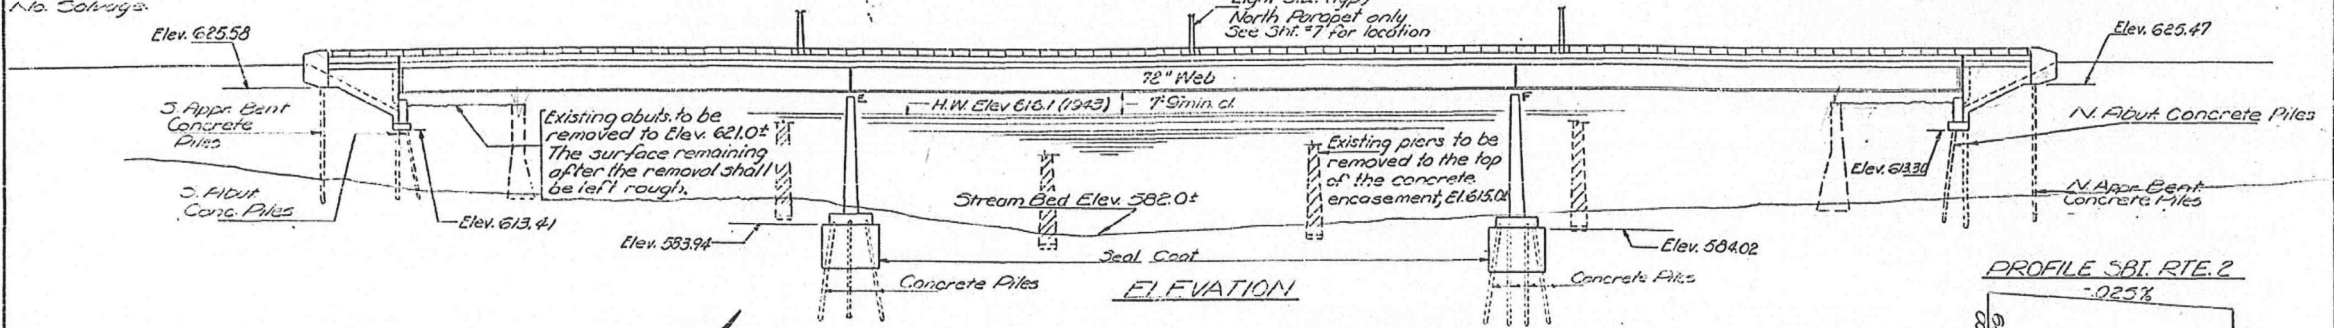 No. Salvage.
Light Std. (Typ)
North Parapet only
See Sht. #7 for location
Elev. 625.58
Elev. 625.47
72" Web
H.W. Elev 616.1 (1943)
7'-9" min. cl.
S. Appr. Bent
Concrete
Piles
Existing abuts. to be
removed to Elev. 621.0±
The surface remaining
after the removal shall
be left rough.
E
F
Existing piers to be
removed to the top
of the concrete
encasement, El. 615.0±
N. Abut. Concrete Piles
Elev. 613.30
S. Abut
Conc. Piles
Elev. 613.41
Stream Bed Elev. 582.0±
N. Appr. Bent
Concrete Piles
Elev. 583.94
Elev. 584.02
Seal Coat
Concrete Piles
ELEVATION
Concrete Piles
PROFILE SBI. RTE. 2
-.025%